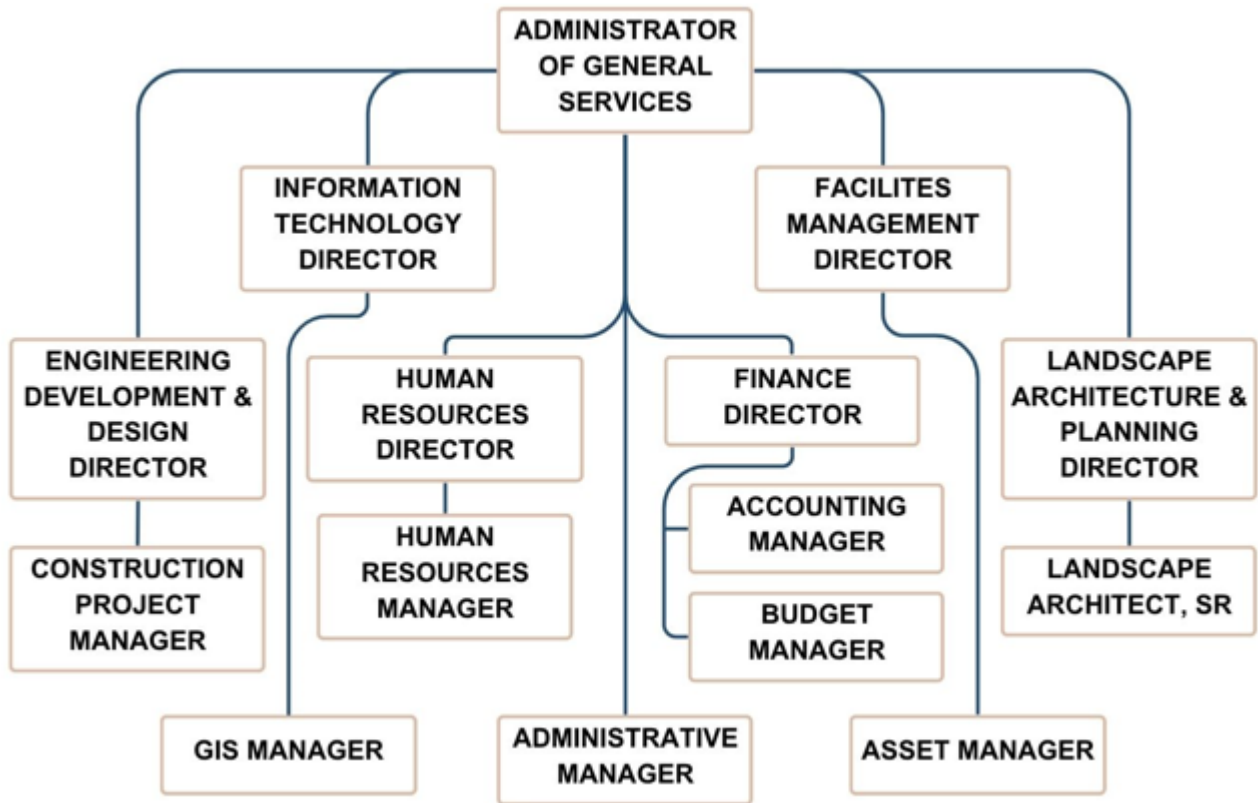 ADMINISTRATOR
OF GENERAL
SERVICES
INFORMATION
TECHNOLOGY
DIRECTOR
FACILITES
MANAGEMENT
DIRECTOR
ENGINEERING
DEVELOPMENT &
DESIGN
DIRECTOR
HUMAN
RESOURCES
DIRECTOR
FINANCE
DIRECTOR
LANDSCAPE
ARCHITECTURE &
PLANNING
DIRECTOR
CONSTRUCTION
PROJECT
MANAGER
HUMAN
RESOURCES
MANAGER
ACCOUNTING
MANAGER
BUDGET
MANAGER
LANDSCAPE
ARCHITECT, SR
GIS MANAGER
ADMINISTRATIVE
MANAGER
ASSET MANAGER